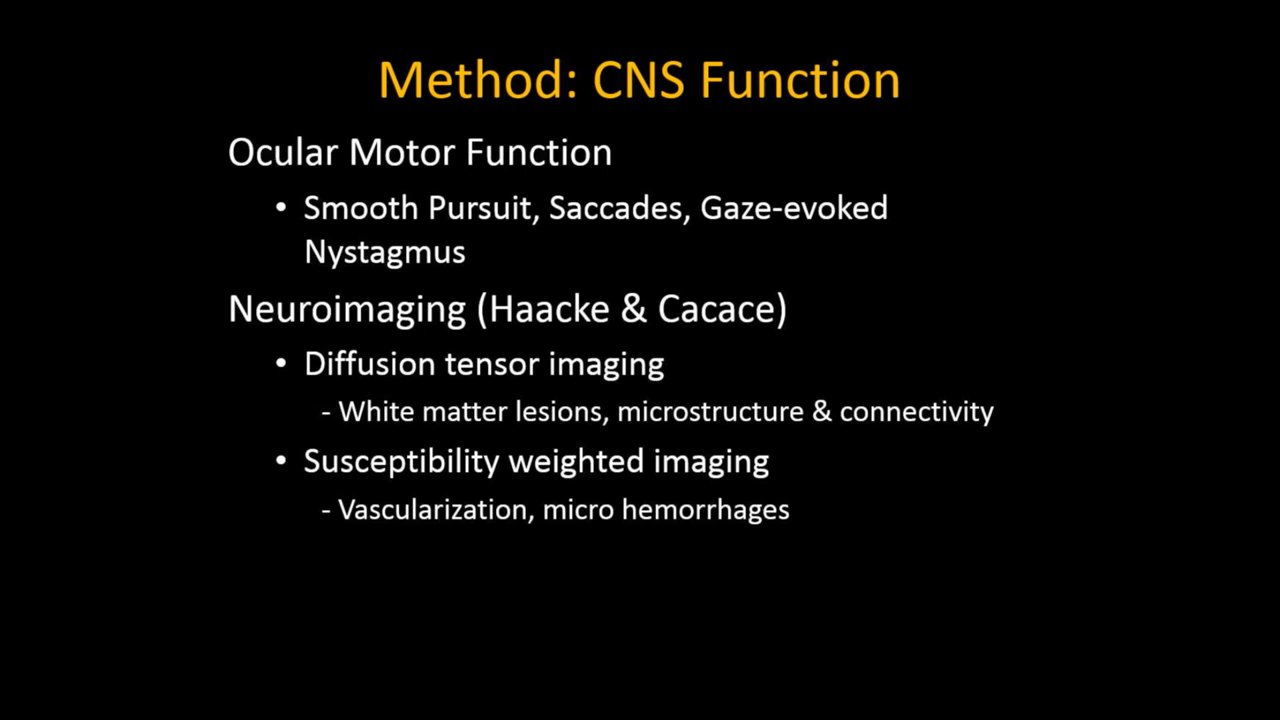 Method: CNS Function
Ocular Motor Function
• Smooth Pursuit, Saccades, Gaze-evoked
Nystagmus
Neuroimaging (Haacke & Cacace)
• Diffusion tensor imaging
- White matter lesions, microstructure & connectivity
• Susceptibility weighted imaging
- Vascularization, micro hemorrhages